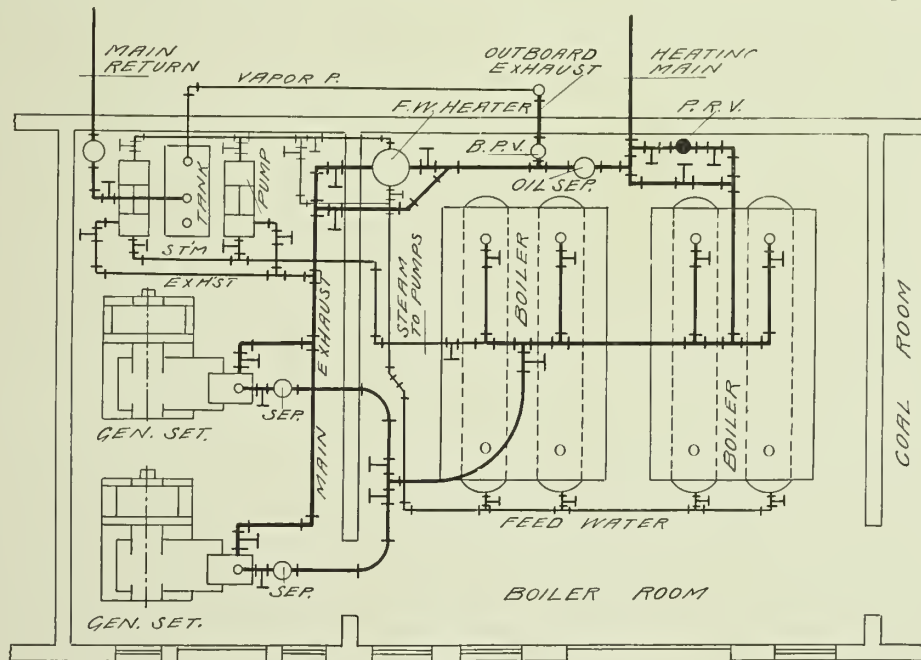 MAIN
RETURN
VAPOR P.
OUTBOARD
EXHAUST
HEATING
MAIN
F.W. HEATER
P.R.V.
B.P.V.
OIL SEP.
TANK
PUMP
ST'M
EXH'ST
STEAM
TO PUMPS
BOILER
BOILER
COAL ROOM
MAIN EXHAUST
SEP.
GEN. SET.
SEP.
GEN. SET.
FEED WATER
BOILER ROOM